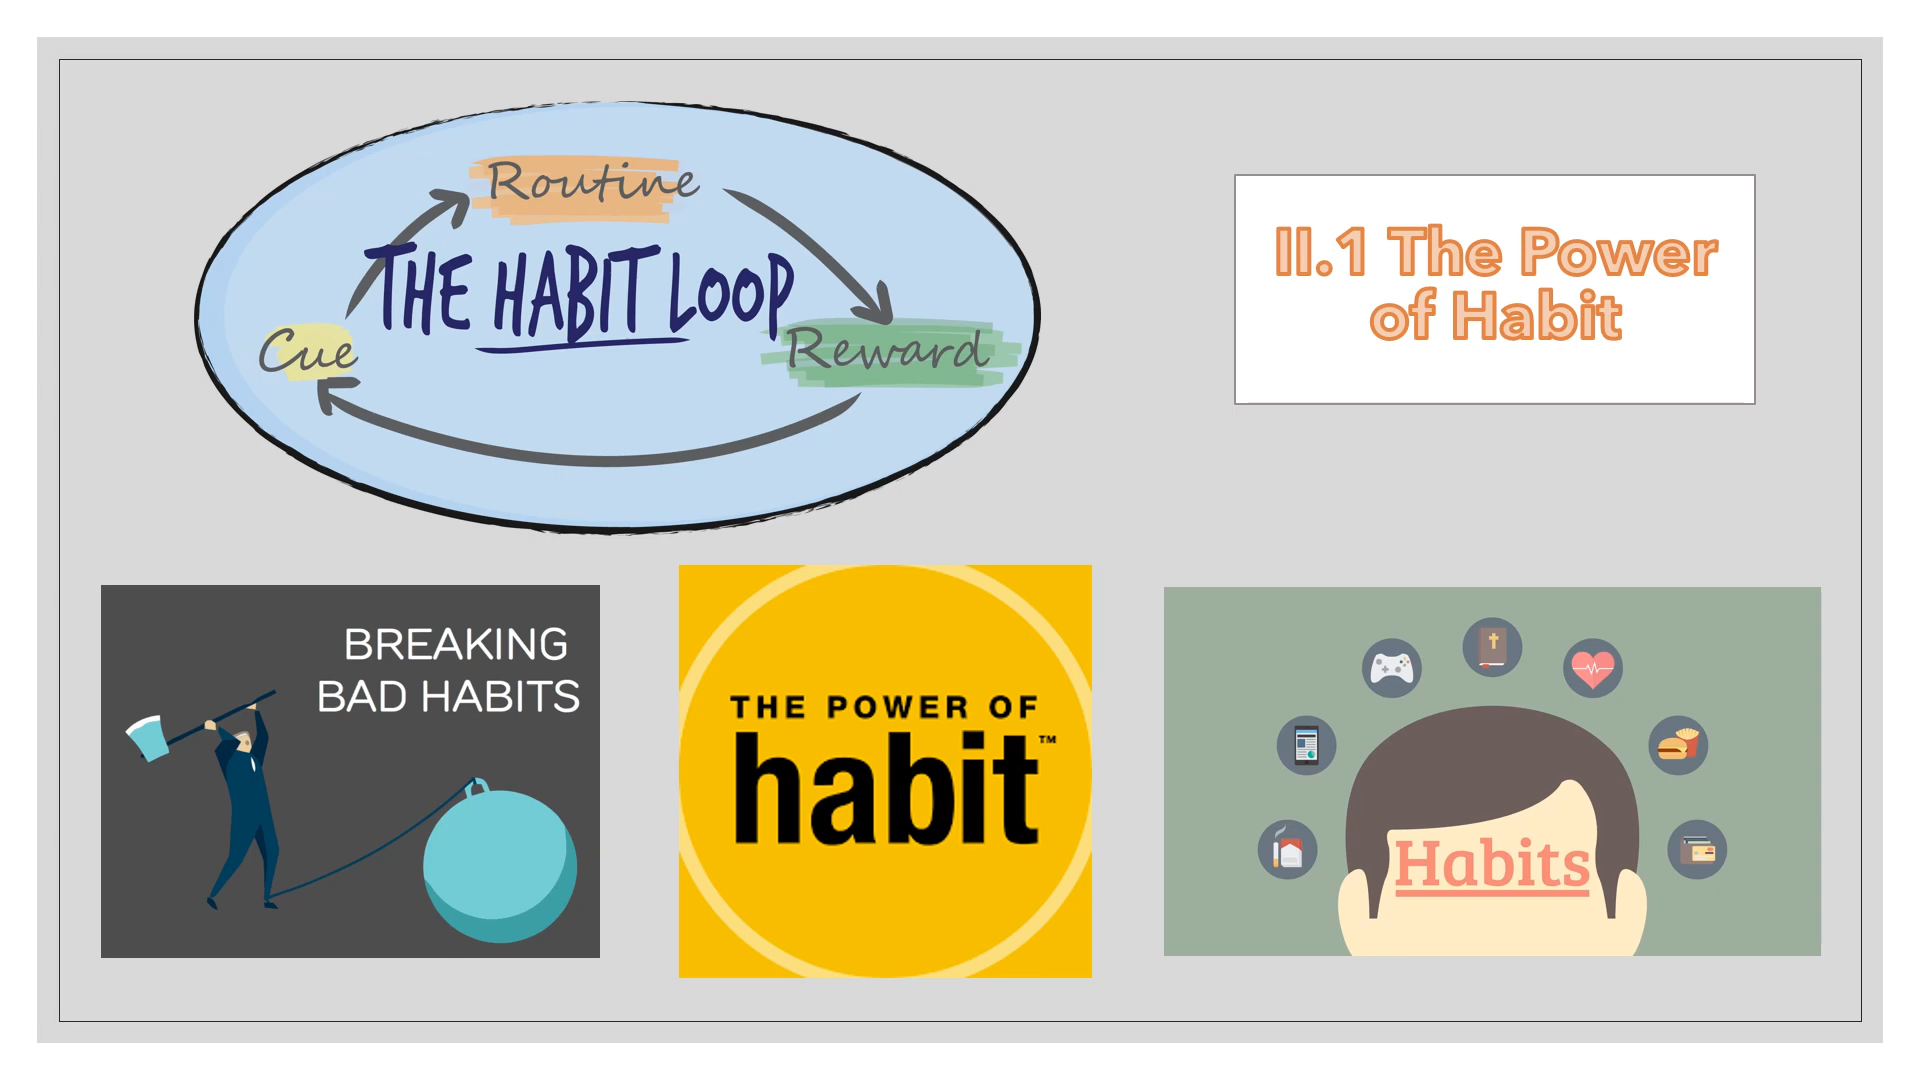 Routine
THE HABIT LOOP
Cue
Reward
II.1 The Power
of Habit
BREAKING
BAD HABITS
THE POWER OF
habit™
Habits